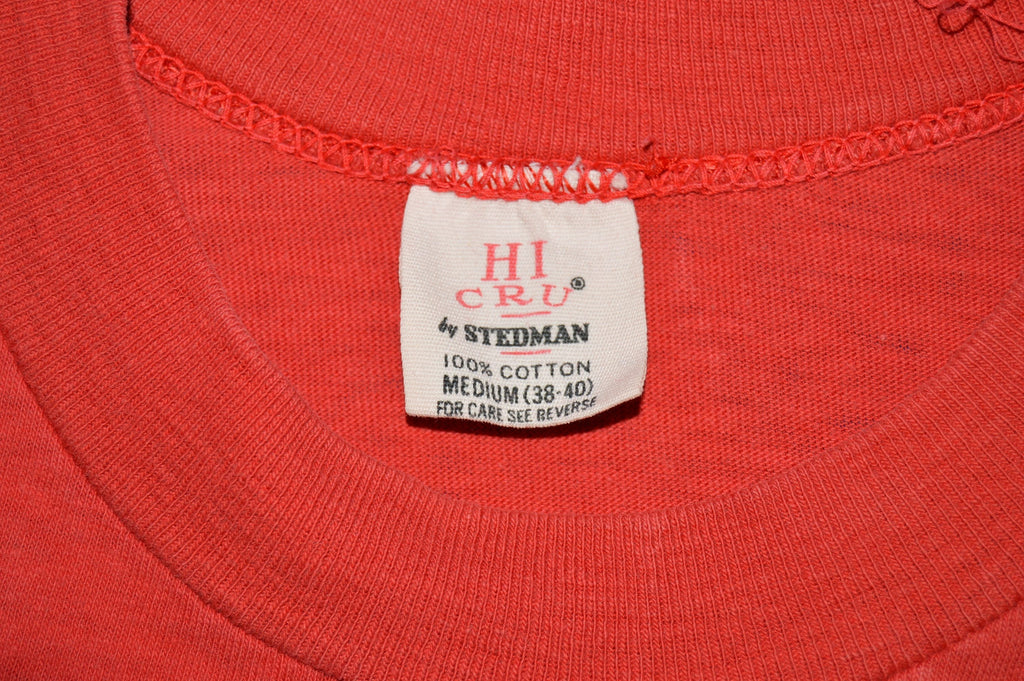 HI
CRU®
by STEDMAN
100% COTTON
MEDIUM (38-40)
FOR CARE SEE REVERSE